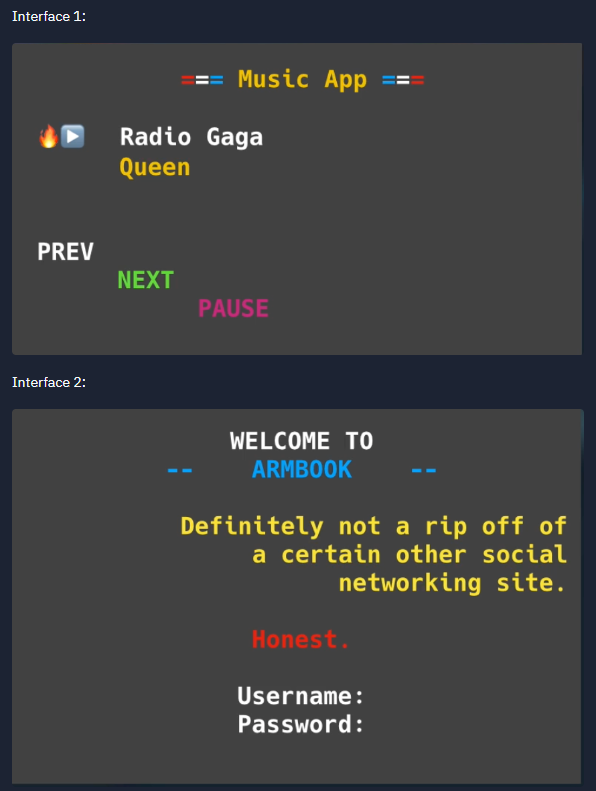 Interface 1:
=== Music App ===
🔥▶️ Radio Gaga
Queen
PREV
NEXT
PAUSE
Interface 2:
WELCOME TO
-- ARMBOOK --
Definitely not a rip off of
a certain other social
networking site.
Honest.
Username:
Password: